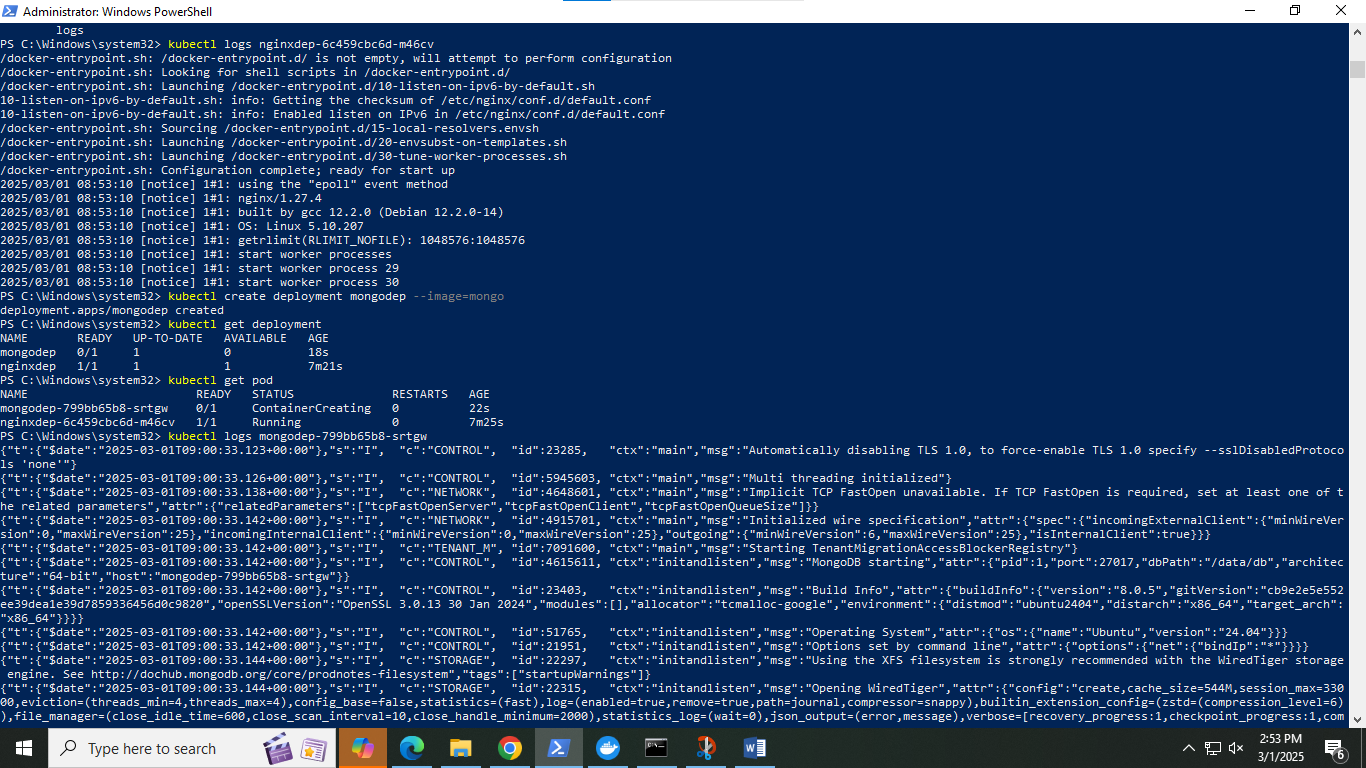 Administrator: Windows PowerShell
logs
PS C:\Windows\system32> kubectl logs nginxdep-6c459cbc6d-m46cv
/docker-entrypoint.sh: /docker-entrypoint.d/ is not empty, will attempt to perform configuration
/docker-entrypoint.sh: Looking for shell scripts in /docker-entrypoint.d/
/docker-entrypoint.sh: Launching /docker-entrypoint.d/10-listen-on-ipv6-by-default.sh
10-listen-on-ipv6-by-default.sh: info: Getting the checksum of /etc/nginx/conf.d/default.conf
10-listen-on-ipv6-by-default.sh: info: Enabled listen on IPv6 in /etc/nginx/conf.d/default.conf
/docker-entrypoint.sh: Sourcing /docker-entrypoint.d/15-local-resolvers.envsh
/docker-entrypoint.sh: Launching /docker-entrypoint.d/20-envsubst-on-templates.sh
/docker-entrypoint.sh: Launching /docker-entrypoint.d/30-tune-worker-processes.sh
/docker-entrypoint.sh: Configuration complete; ready for start up
2025/03/01 08:53:10 [notice] 1#1: using the "epoll" event method
2025/03/01 08:53:10 [notice] 1#1: nginx/1.27.4
2025/03/01 08:53:10 [notice] 1#1: built by gcc 12.2.0 (Debian 12.2.0-14)
2025/03/01 08:53:10 [notice] 1#1: OS: Linux 5.10.207
2025/03/01 08:53:10 [notice] 1#1: getrlimit(RLIMIT_NOFILE): 1048576:1048576
2025/03/01 08:53:10 [notice] 1#1: start worker processes
2025/03/01 08:53:10 [notice] 1#1: start worker process 29
2025/03/01 08:53:10 [notice] 1#1: start worker process 30
PS C:\Windows\system32> kubectl create deployment mongodep --image=mongo
deployment.apps/mongodep created
PS C:\Windows\system32> kubectl get deployment
NAME       READY   UP-TO-DATE   AVAILABLE   AGE
mongodep   0/1     1            0           18s
nginxdep   1/1     1            1           7m21s
PS C:\Windows\system32> kubectl get pod
NAME                        READY   STATUS              RESTARTS   AGE
mongodep-799bb65b8-srtgw    0/1     ContainerCreating   0          22s
nginxdep-6c459cbc6d-m46cv   1/1     Running             0          7m25s
PS C:\Windows\system32> kubectl logs mongodep-799bb65b8-srtgw
{"t":{"$date":"2025-03-01T09:00:33.123+00:00"},"s":"I",  "c":"CONTROL",  "id":23285,   "ctx":"main","msg":"Automatically disabling TLS 1.0, to force-enable TLS 1.0 specify --sslDisabledProtoco
ls 'none'"}
{"t":{"$date":"2025-03-01T09:00:33.126+00:00"},"s":"I",  "c":"CONTROL",  "id":5945603, "ctx":"main","msg":"Multi threading initialized"}
{"t":{"$date":"2025-03-01T09:00:33.138+00:00"},"s":"I",  "c":"NETWORK",  "id":4648601, "ctx":"main","msg":"Implicit TCP FastOpen unavailable. If TCP FastOpen is required, set at least one of t
he related parameters","attr":{"relatedParameters":["tcpFastOpenServer","tcpFastOpenClient","tcpFastOpenQueueSize"]}}
{"t":{"$date":"2025-03-01T09:00:33.142+00:00"},"s":"I",  "c":"NETWORK",  "id":4915701, "ctx":"main","msg":"Initialized wire specification","attr":{"spec":{"incomingExternalClient":{"minWireVer
sion":0,"maxWireVersion":25},"incomingInternalClient":{"minWireVersion":0,"maxWireVersion":25},"outgoing":{"minWireVersion":6,"maxWireVersion":25},"isInternalClient":true}}}
{"t":{"$date":"2025-03-01T09:00:33.142+00:00"},"s":"I",  "c":"TENANT_M", "id":7091600, "ctx":"main","msg":"Starting TenantMigrationAccessBlockerRegistry"}
{"t":{"$date":"2025-03-01T09:00:33.142+00:00"},"s":"I",  "c":"CONTROL",  "id":4615611, "ctx":"initandlisten","msg":"MongoDB starting","attr":{"pid":1,"port":27017,"dbPath":"/data/db","architec
ture":"64-bit","host":"mongodep-799bb65b8-srtgw"}}
{"t":{"$date":"2025-03-01T09:00:33.142+00:00"},"s":"I",  "c":"CONTROL",  "id":23403,   "ctx":"initandlisten","msg":"Build Info","attr":{"buildInfo":{"version":"8.0.5","gitVersion":"cb9e2e5e552
ee39dea1e39d7859336456d0c9820","openSSLVersion":"OpenSSL 3.0.13 30 Jan 2024","modules":[],"allocator":"tcmalloc-google","environment":{"distmod":"ubuntu2404","distarch":"x86_64","target_arch":
"x86_64"}}}}
{"t":{"$date":"2025-03-01T09:00:33.142+00:00"},"s":"I",  "c":"CONTROL",  "id":51765,   "ctx":"initandlisten","msg":"Operating System","attr":{"os":{"name":"Ubuntu","version":"24.04"}}}
{"t":{"$date":"2025-03-01T09:00:33.142+00:00"},"s":"I",  "c":"CONTROL",  "id":21951,   "ctx":"initandlisten","msg":"Options set by command line","attr":{"options":{"net":{"bindIp":"*"}}}}
{"t":{"$date":"2025-03-01T09:00:33.144+00:00"},"s":"I",  "c":"STORAGE",  "id":22297,   "ctx":"initandlisten","msg":"Using the XFS filesystem is strongly recommended with the WiredTiger storage
 engine. See http://dochub.mongodb.org/core/prodnotes-filesystem","tags":["startupWarnings"]}
{"t":{"$date":"2025-03-01T09:00:33.144+00:00"},"s":"I",  "c":"STORAGE",  "id":22315,   "ctx":"initandlisten","msg":"Opening WiredTiger","attr":{"config":"create,cache_size=544M,session_max=330
00,eviction=(threads_min=4,threads_max=4),config_base=false,statistics=(fast),log=(enabled=true,remove=true,path=journal,compressor=snappy),builtin_extension_config=(zstd=(compression_level=6)
),file_manager=(close_idle_time=600,close_scan_interval=10,close_handle_minimum=2000),statistics_log=(wait=0),json_output=(error,message),verbose=[recovery_progress:1,checkpoint_progress:1,com
Type here to search
2:53 PM
3/1/2025
6